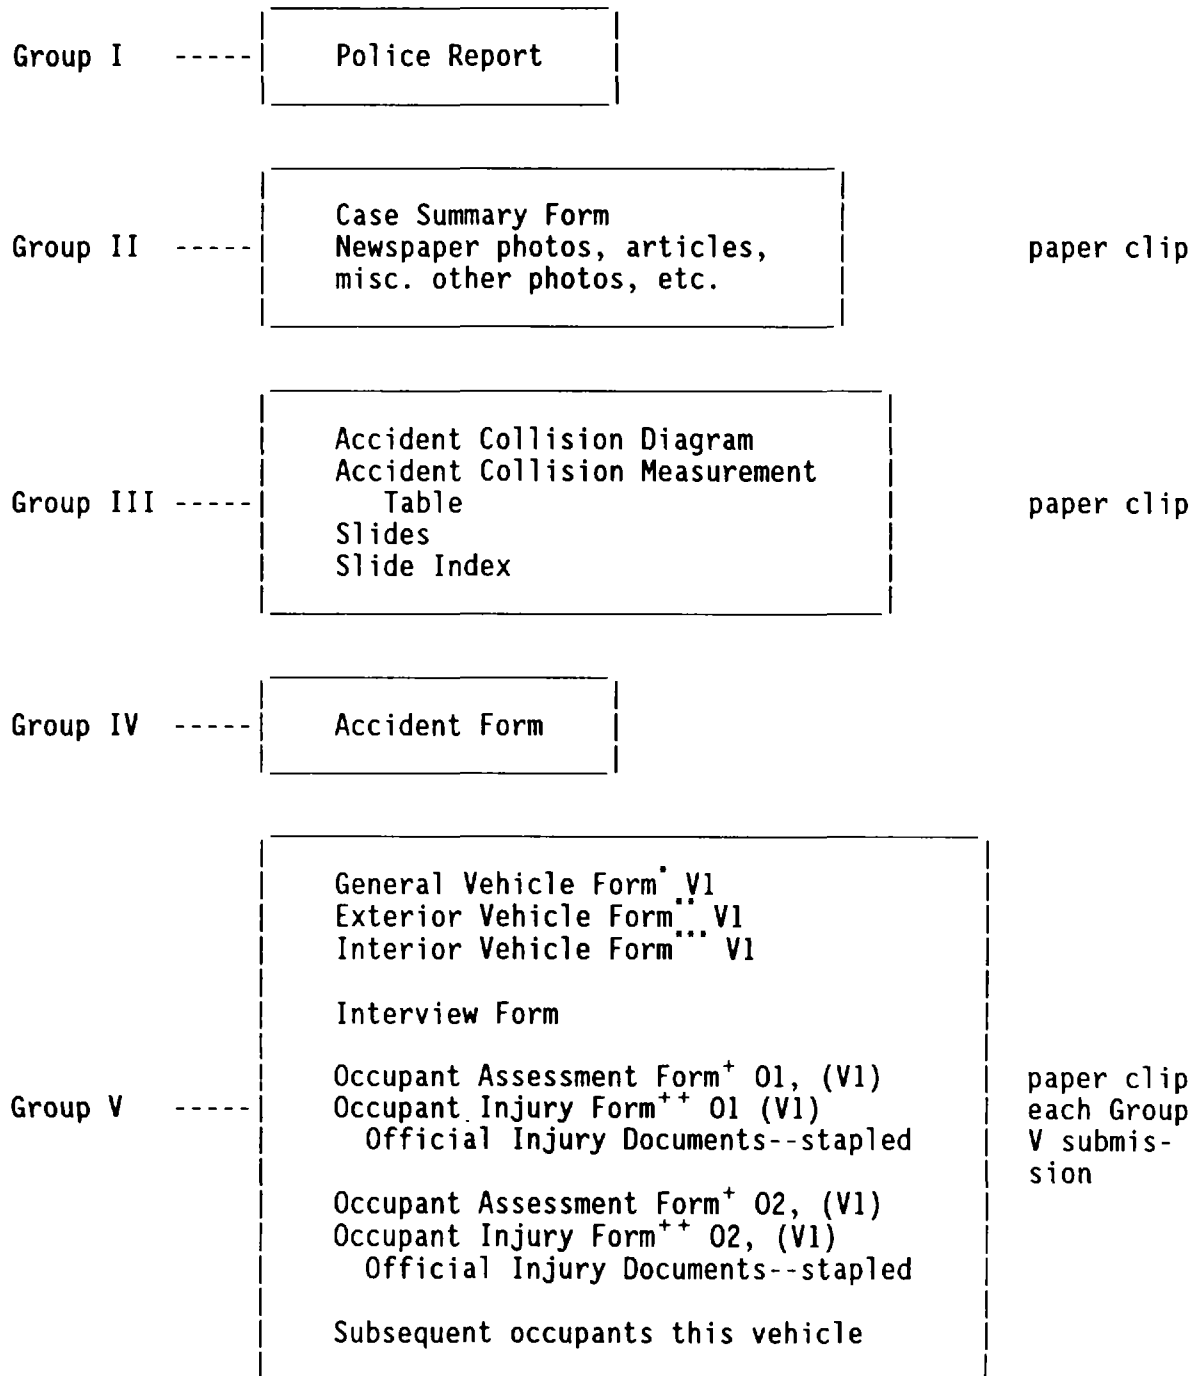 Group I ----- Police Report
Case Summary Form
Group II ----- Newspaper photos, articles, paper clip
misc. other photos, etc.
Accident Collision Diagram
Accident Collision Measurement
Group III ----- Table paper clip
Slides
Slide Index
Group IV ----- Accident Form
General Vehicle Form* V1
Exterior Vehicle Form** V1
Interior Vehicle Form*** V1
Interview Form
Occupant Assessment Form+ O1, (V1) paper clip
Group V ----- Occupant Injury Form++ O1 (V1) each Group
Official Injury Documents--stapled V submis-
sion
Occupant Assessment Form+ O2, (V1)
Occupant Injury Form++ O2, (V1)
Official Injury Documents--stapled
Subsequent occupants this vehicle